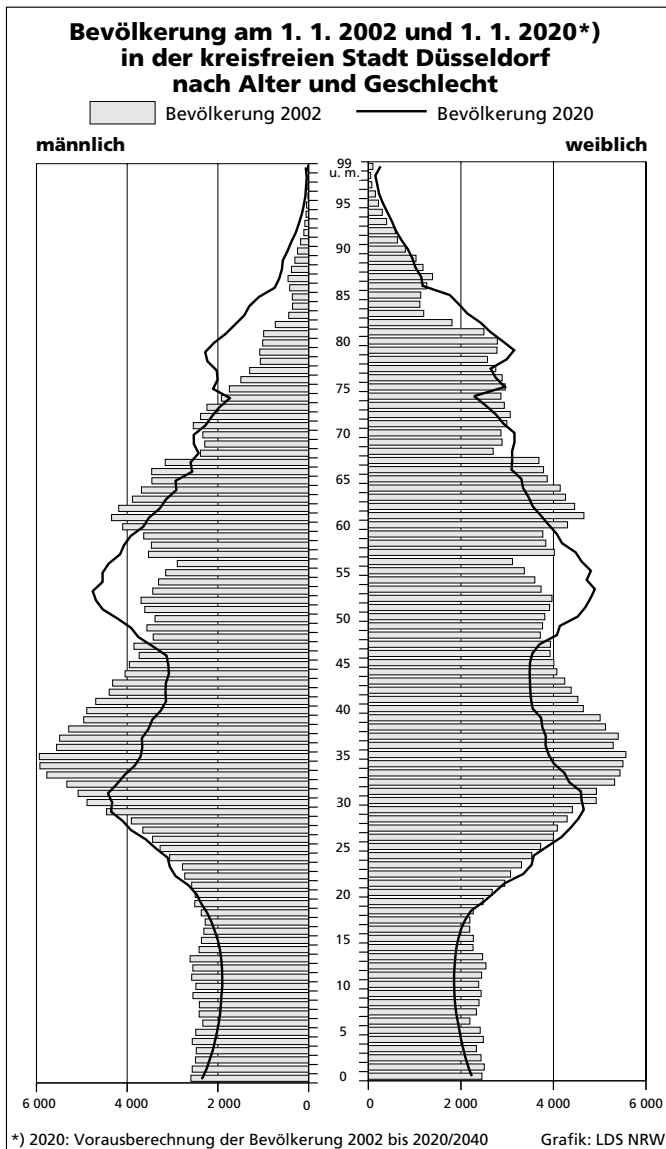 Bevölkerung am 1. 1. 2002 und 1. 1. 2020*)
in der kreisfreien Stadt Düsseldorf
nach Alter und Geschlecht
Bevölkerung 2002 Bevölkerung 2020
männlich weiblich
99
u. m.
95
90
85
80
75
70
65
60
55
50
45
40
35
30
25
20
15
10
5
0
6 000 4 000 2 000 0 0 2 000 4 000 6 000
*) 2020: Vorausberechnung der Bevölkerung 2002 bis 2020/2040 Grafik: LDS NRW